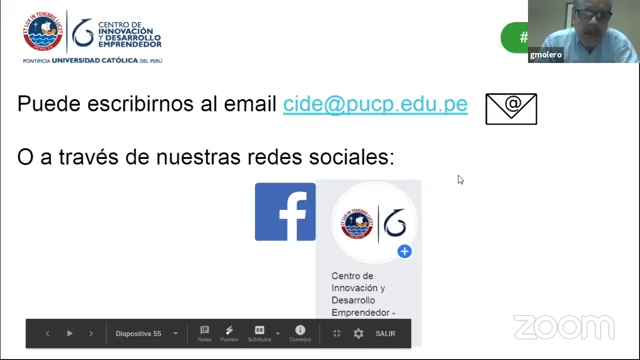 CENTRO DE
INNOVACIÓN
Y DESARROLLO
EMPRENDEDOR
PONTIFICIA UNIVERSIDAD CATÓLICA DEL PERÚ
#
gmolero
Puede escribirnos al email cide@pucp.edu.pe
@
O a través de nuestras redes sociales:
f
Centro de
Innovación y
Desarrollo
Emprendedor -
Diapositiva 55
Notas
Puntero
Subtítulos
Consejos
SALIR
zoom